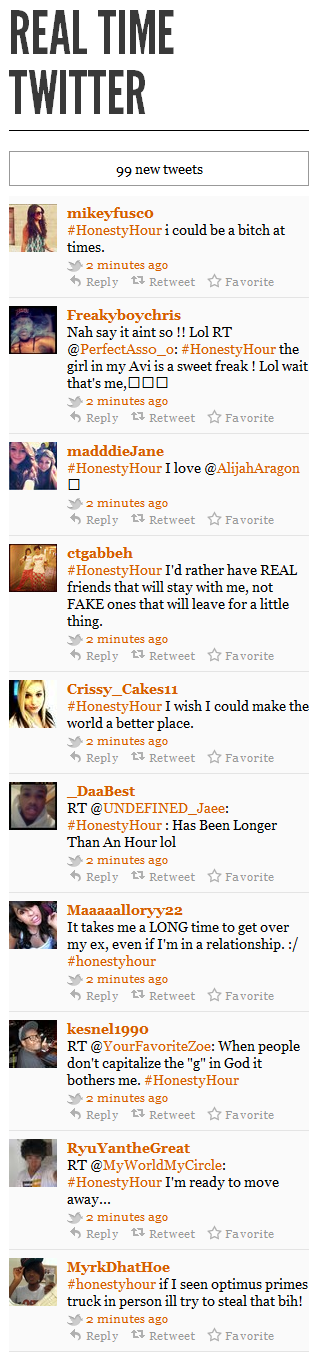 REAL TIME
TWITTER
99 new tweets
mikeyfusc0
#HonestyHour i could be a bitch at
times.
2 minutes ago
Reply Retweet Favorite
Freakyboychris
Nah say it aint so !! Lol RT
@PerfectAss0_0: #HonestyHour the
girl in my Avi is a sweet freak ! Lol wait
that's me,□□□
2 minutes ago
Reply Retweet Favorite
madddieJane
#HonestyHour I love @AlijahAragon
□
2 minutes ago
Reply Retweet Favorite
ctgabbeh
#HonestyHour I'd rather have REAL
friends that will stay with me, not
FAKE ones that will leave for a little
thing.
2 minutes ago
Reply Retweet Favorite
Crissy_Cakes11
#HonestyHour I wish I could make the
world a better place.
2 minutes ago
Reply Retweet Favorite
_DaaBest
RT @UNDEFINED_Jaee:
#HonestyHour : Has Been Longer
Than An Hour lol
2 minutes ago
Reply Retweet Favorite
Maaaaalloryy22
It takes me a LONG time to get over
my ex, even if I'm in a relationship. :/
#honestyhour
2 minutes ago
Reply Retweet Favorite
kesnel1990
RT @YourFavoriteZoe: When people
don't capitalize the "g" in God it
bothers me. #HonestyHour
2 minutes ago
Reply Retweet Favorite
RyuYantheGreat
RT @MyWorldMyCircle:
#HonestyHour I'm ready to move
away...
2 minutes ago
Reply Retweet Favorite
MyrkDhatHoe
#honestyhour if I seen optimus primes
truck in person ill try to steal that bih!
2 minutes ago
Reply Retweet Favorite